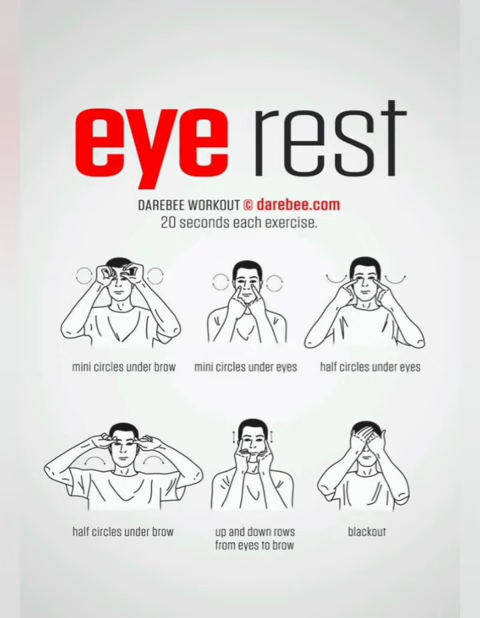 eye rest
DAREBEE WORKOUT © darebee.com
20 seconds each exercise.
mini circles under brow
mini circles under eyes
half circles under eyes
half circles under brow
up and down rows
from eyes to brow
blackout